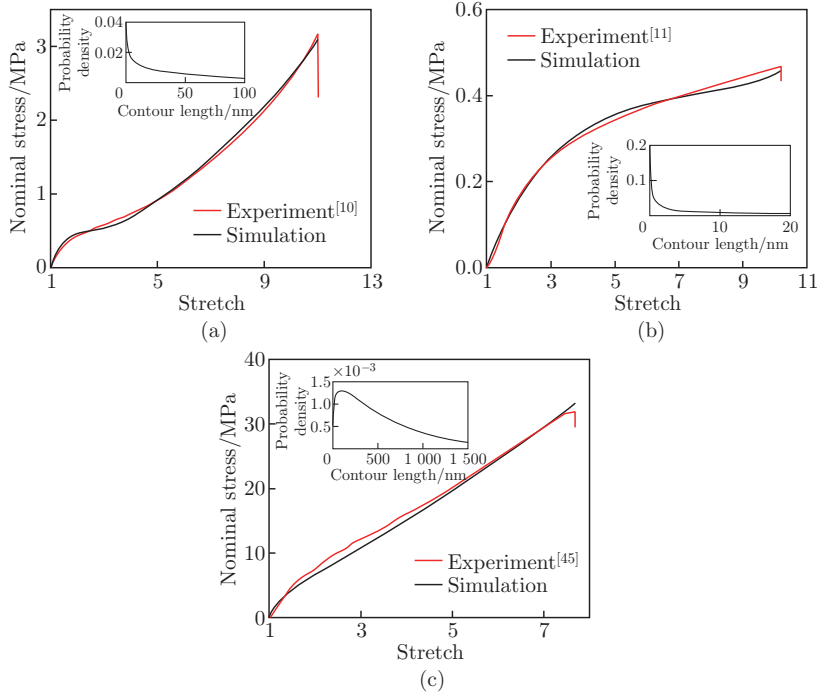 Nominal stress/MPa
3
2
1
0
1
5
9
13
Stretch
Probability
density
0.04
0.02
0
50
100
Contour length/nm
Experiment[10]
Simulation
(a)
Nominal stress/MPa
0.6
0.4
0.2
0.0
1
3
5
7
9
11
Stretch
Experiment[11]
Simulation
Probability
density
0.2
0.1
0
10
20
Contour length/nm
(b)
Nominal stress/MPa
40
30
20
10
0
1
3
5
7
Stretch
×10−3
Probability
density
1.5
1.0
0.5
0
500
1 000
1 500
Contour length/nm
Experiment[45]
Simulation
(c)